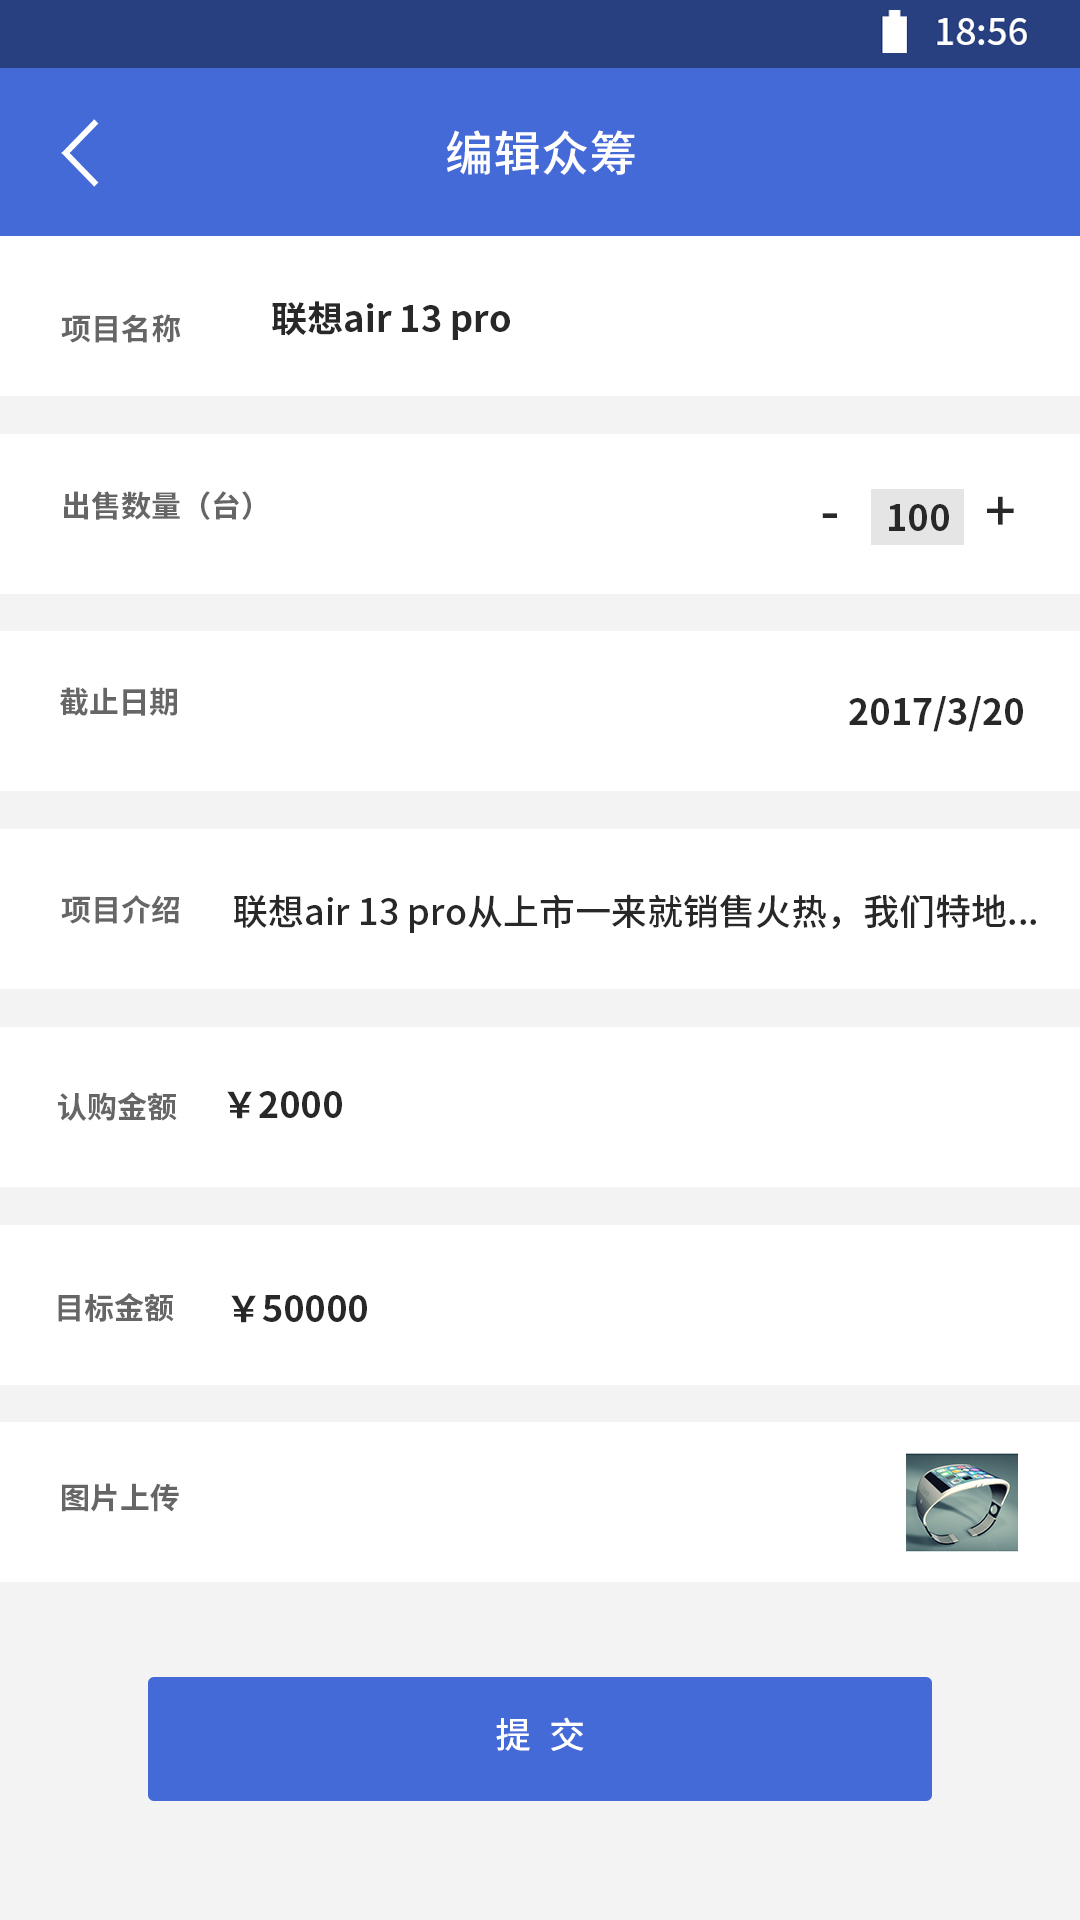 18:56
编辑众筹
项目名称 联想air 13 pro
出售数量（台） - 100 +
截止日期 2017/3/20
项目介绍 联想air 13 pro从上市一来就销售火热，我们特地...
认购金额 ￥2000
目标金额 ￥50000
图片上传
提 交